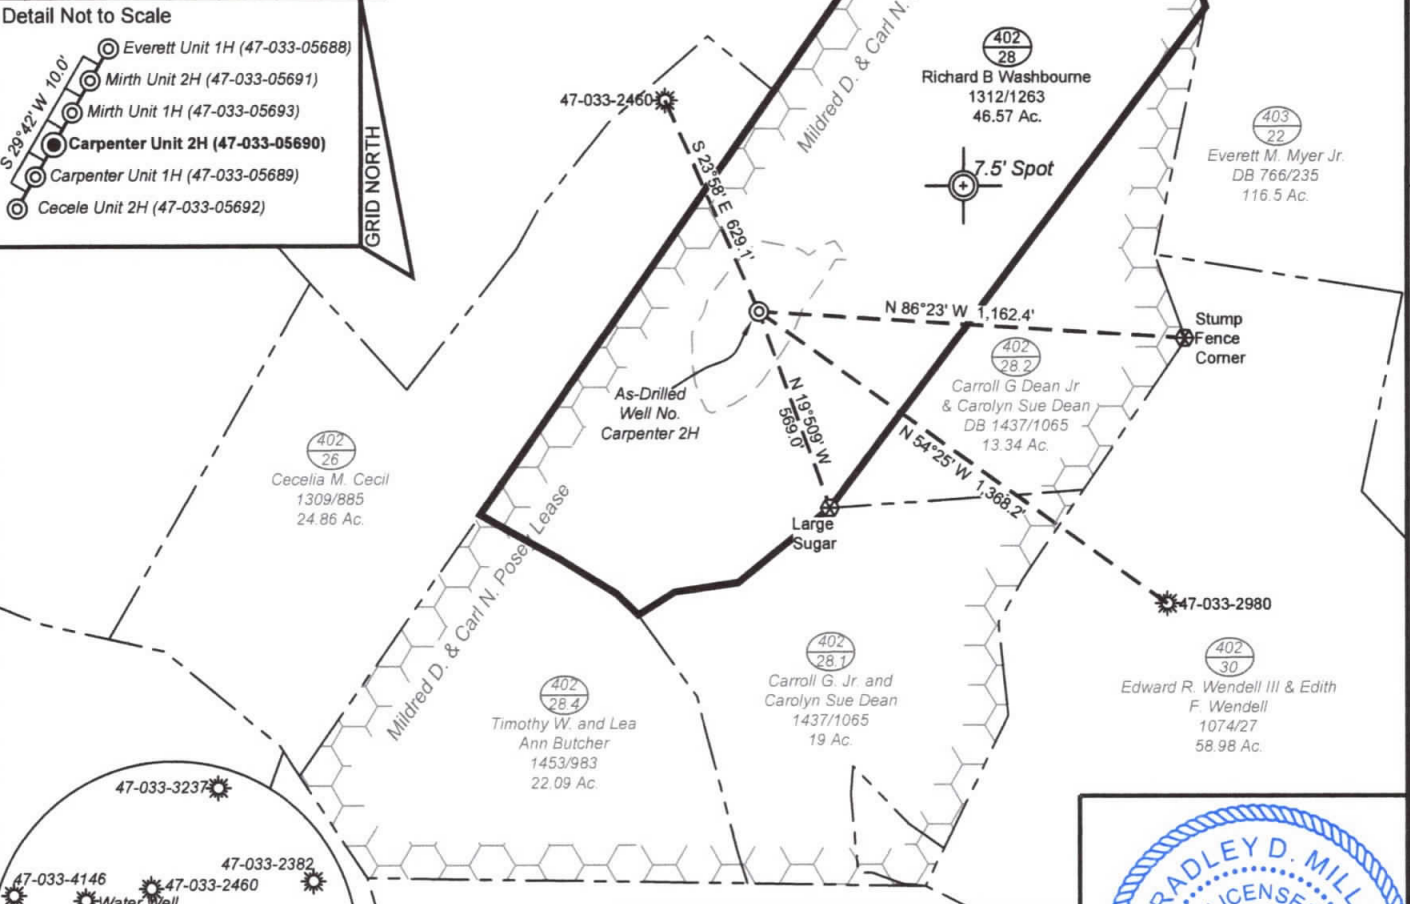 Detail Not to Scale
Everett Unit 1H (47-033-05688)
Mirth Unit 2H (47-033-05691)
Mirth Unit 1H (47-033-05693)
Carpenter Unit 2H (47-033-05690)
Carpenter Unit 1H (47-033-05689)
Cecele Unit 2H (47-033-05692)
S 29°42' W 10.0'
GRID NORTH
47-033-2460
S 23°58' E 629.1'
Mildred D. & Carl N.
402
28
Richard B Washbourne
1312/1263
46.57 Ac.
7.5' Spot
403
22
Everett M. Myer Jr.
DB 766/235
116.5 Ac.
N 86°23' W 1,162.4'
Stump
Fence
Corner
402
28.2
Carroll G Dean Jr
& Carolyn Sue Dean
DB 1437/1065
13.34 Ac.
As-Drilled
Well No.
Carpenter 2H
N 19°509' W
569.0'
N 54°25' W 1,368.2'
402
26
Cecelia M. Cecil
1309/885
24.86 Ac.
Large
Sugar
Mildred D. & Carl N. Posey Lease
47-033-2980
402
30
Edward R. Wendell III & Edith
F. Wendell
1074/27
58.98 Ac.
402
28.1
Carroll G. Jr. and
Carolyn Sue Dean
1437/1065
19 Ac.
402
28.4
Timothy W. and Lea
Ann Butcher
1453/983
22.09 Ac.
47-033-3237
47-033-2382
47-033-4146
47-033-2460
Water Well
RADLEY D. MILL
ICENSE